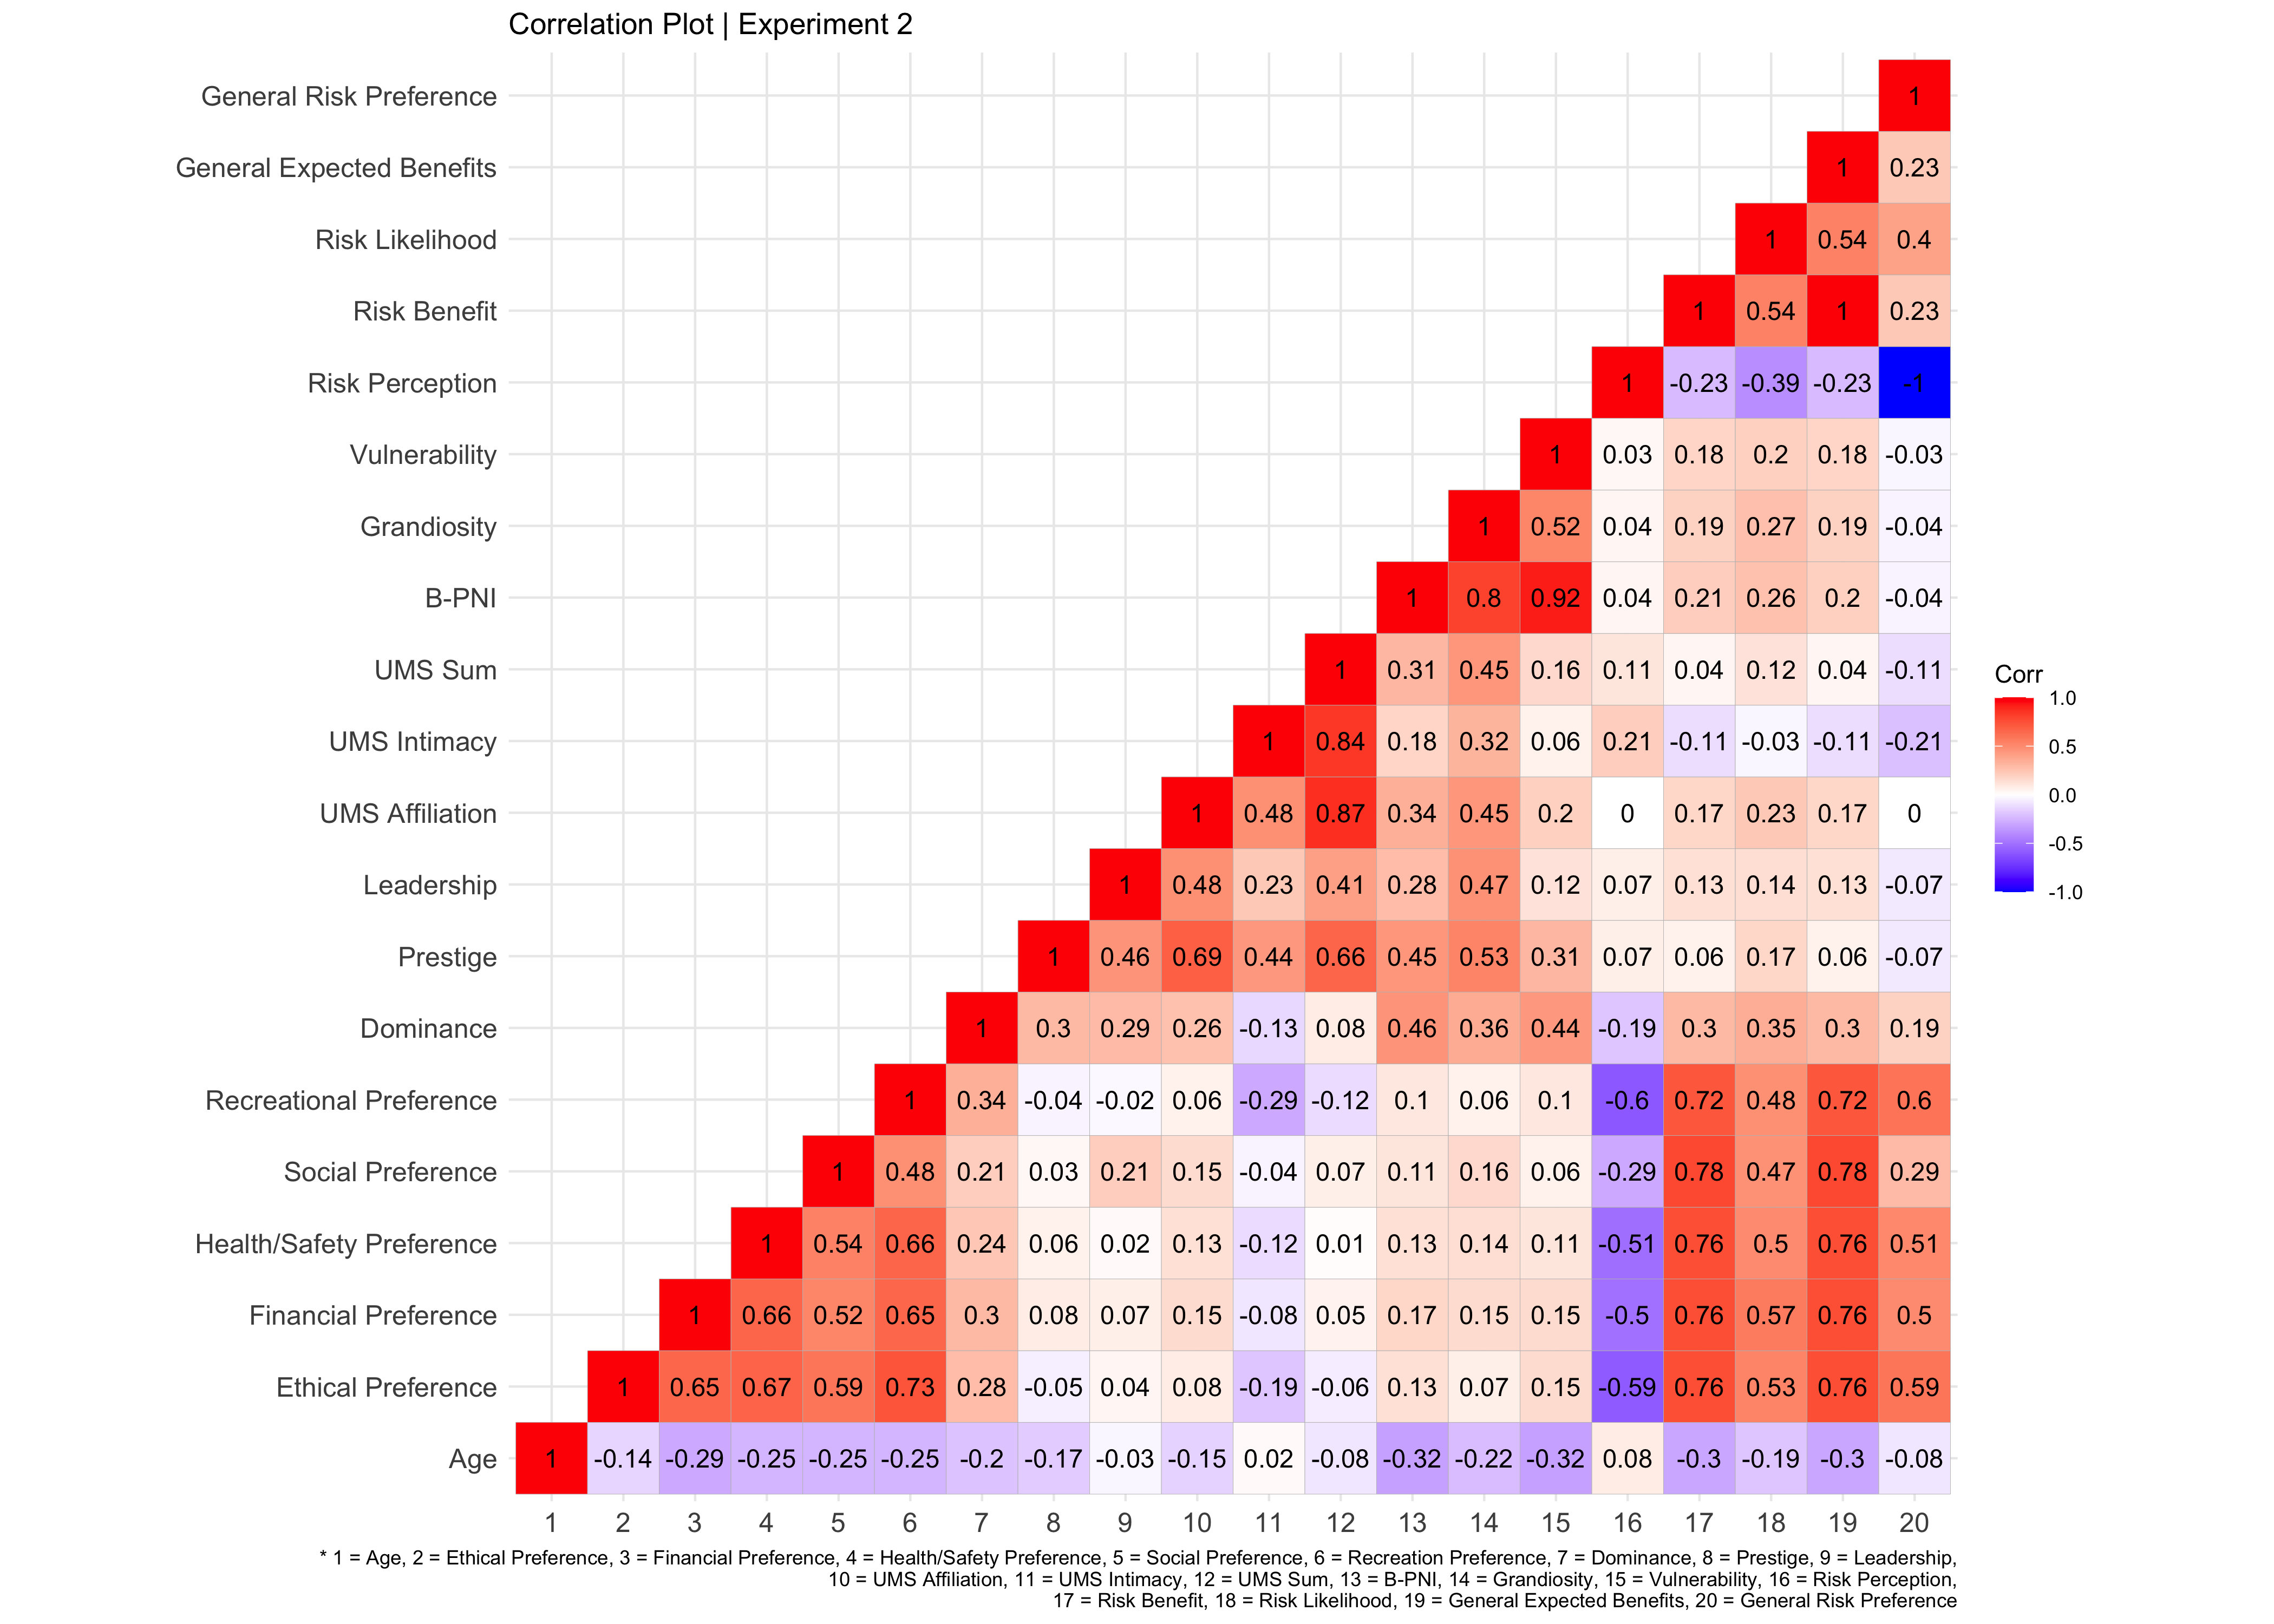 Correlation Plot | Experiment 2
General Risk Preference 1
General Expected Benefits 1 0.23
Risk Likelihood 1 0.54 0.4
Risk Benefit 1 0.54 1 0.23
Risk Perception 1 -0.23 -0.39 -0.23 -1
Vulnerability 1 0.03 0.18 0.2 0.18 -0.03
Grandiosity 1 0.52 0.04 0.19 0.27 0.19 -0.04
B-PNI 1 0.8 0.92 0.04 0.21 0.26 0.2 -0.04
UMS Sum 1 0.31 0.45 0.16 0.11 0.04 0.12 0.04 -0.11
UMS Intimacy 1 0.84 0.18 0.32 0.06 0.21 -0.11 -0.03 -0.11 -0.21
UMS Affiliation 1 0.48 0.87 0.34 0.45 0.2 0 0.17 0.23 0.17 0
Leadership 1 0.48 0.23 0.41 0.28 0.47 0.12 0.07 0.13 0.14 0.13 -0.07
Prestige 1 0.46 0.69 0.44 0.66 0.45 0.53 0.31 0.07 0.06 0.17 0.06 -0.07
Dominance 1 0.3 0.29 0.26 -0.13 0.08 0.46 0.36 0.44 -0.19 0.3 0.35 0.3 0.19
Recreational Preference 1 0.34 -0.04 -0.02 0.06 -0.29 -0.12 0.1 0.06 0.1 -0.6 0.72 0.48 0.72 0.6
Social Preference 1 0.48 0.21 0.03 0.21 0.15 -0.04 0.07 0.11 0.16 0.06 -0.29 0.78 0.47 0.78 0.29
Health/Safety Preference 1 0.54 0.66 0.24 0.06 0.02 0.13 -0.12 0.01 0.13 0.14 0.11 -0.51 0.76 0.5 0.76 0.51
Financial Preference 1 0.66 0.52 0.65 0.3 0.08 0.07 0.15 -0.08 0.05 0.17 0.15 0.15 -0.5 0.76 0.57 0.76 0.5
Ethical Preference 1 0.65 0.67 0.59 0.73 0.28 -0.05 0.04 0.08 -0.19 -0.06 0.13 0.07 0.15 -0.59 0.76 0.53 0.76 0.59
Age 1 -0.14 -0.29 -0.25 -0.25 -0.25 -0.2 -0.17 -0.03 -0.15 0.02 -0.08 -0.32 -0.22 -0.32 0.08 -0.3 -0.19 -0.3 -0.08
1 2 3 4 5 6 7 8 9 10 11 12 13 14 15 16 17 18 19 20
Corr
1.0
0.5
0.0
-0.5
-1.0
* 1 = Age, 2 = Ethical Preference, 3 = Financial Preference, 4 = Health/Safety Preference, 5 = Social Preference, 6 = Recreation Preference, 7 = Dominance, 8 = Prestige, 9 = Leadership,
10 = UMS Affiliation, 11 = UMS Intimacy, 12 = UMS Sum, 13 = B-PNI, 14 = Grandiosity, 15 = Vulnerability, 16 = Risk Perception,
17 = Risk Benefit, 18 = Risk Likelihood, 19 = General Expected Benefits, 20 = General Risk Preference